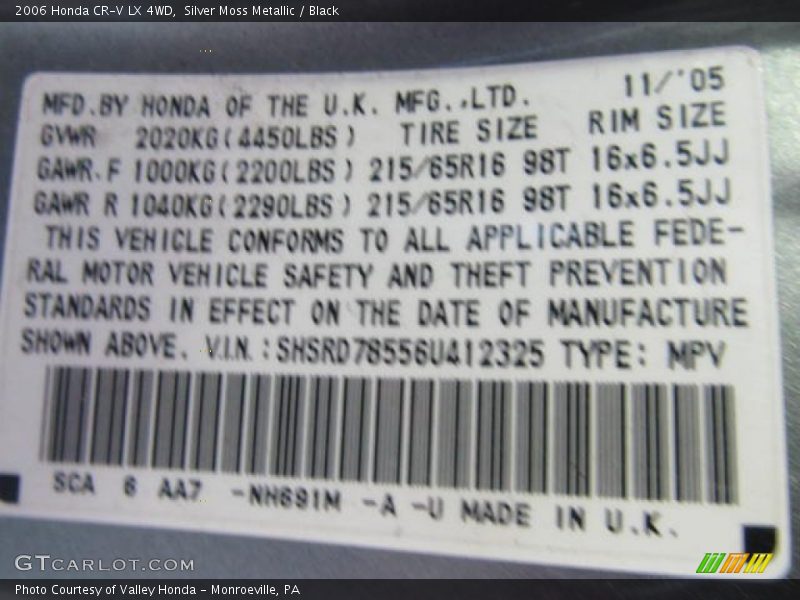 2006 Honda CR-V LX 4WD,  Silver Moss Metallic / Black
MFD.BY HONDA OF THE U.K. MFG.,LTD. 11/'05
GVWR 2020KG(4450LBS) TIRE SIZE RIM SIZE
GAWR.F 1000KG(2200LBS) 215/65R16 98T 16x6.5JJ
GAWR R 1040KG(2290LBS) 215/65R16 98T 16x6.5JJ
THIS VEHICLE CONFORMS TO ALL APPLICABLE FEDE-
RAL MOTOR VEHICLE SAFETY AND THEFT PREVENTION
STANDARDS IN EFFECT ON THE DATE OF MANUFACTURE
SHOWN ABOVE. V.I.N.:SHSRD78556U412325 TYPE: MPV
SCA 6 AA7 -NH691M -A -U MADE IN U.K.
GTCARLOT.COM
Photo Courtesy of Valley Honda - Monroeville, PA